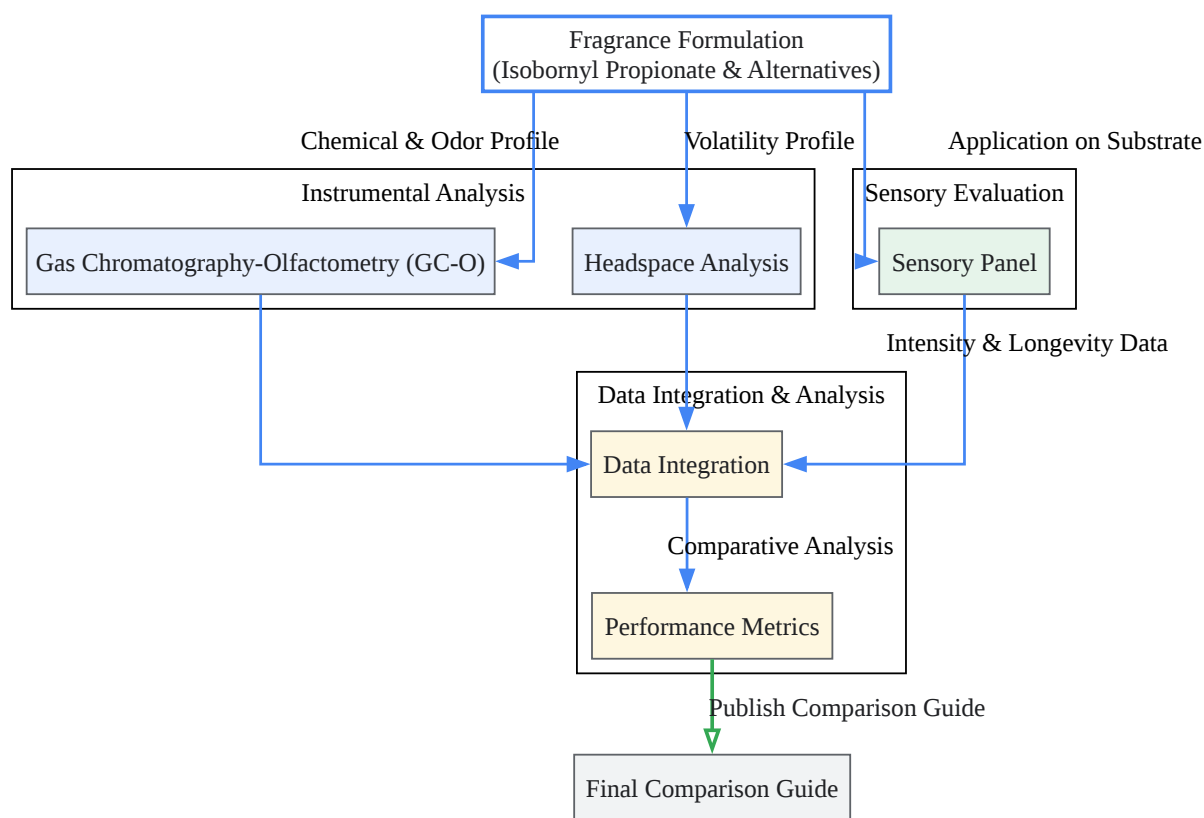 Fragrance Formulation
(Isobornyl Propionate & Alternatives)
Chemical & Odor Profile
Volatility Profile
Application on Substrate
Instrumental Analysis
Sensory Evaluation
Gas Chromatography-Olfactometry (GC-O)
Headspace Analysis
Sensory Panel
Intensity & Longevity Data
Data Integration & Analysis
Data Integration
Comparative Analysis
Performance Metrics
Publish Comparison Guide
Final Comparison Guide